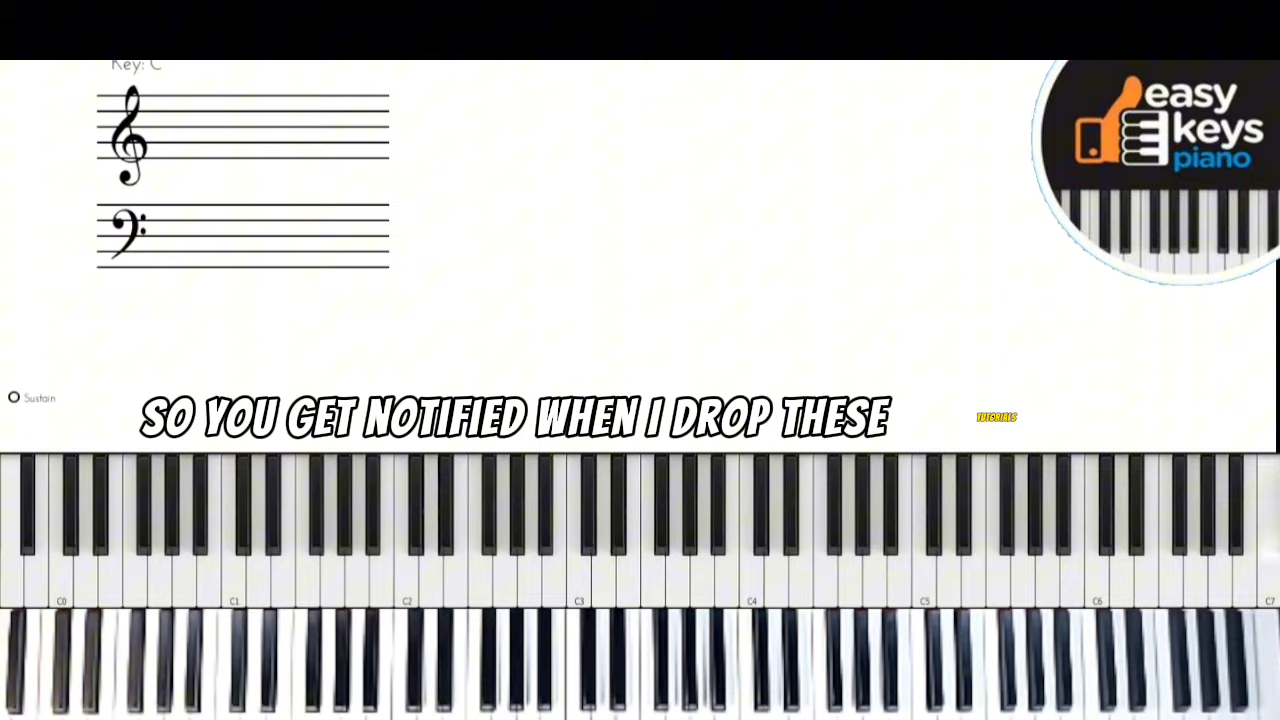 Key: C
easy
keys
piano
Sustain
SO YOU GET NOTIFIED WHEN I DROP THESE TUTORIALS
C0 C1 C2 C3 C4 C5 C6 C7